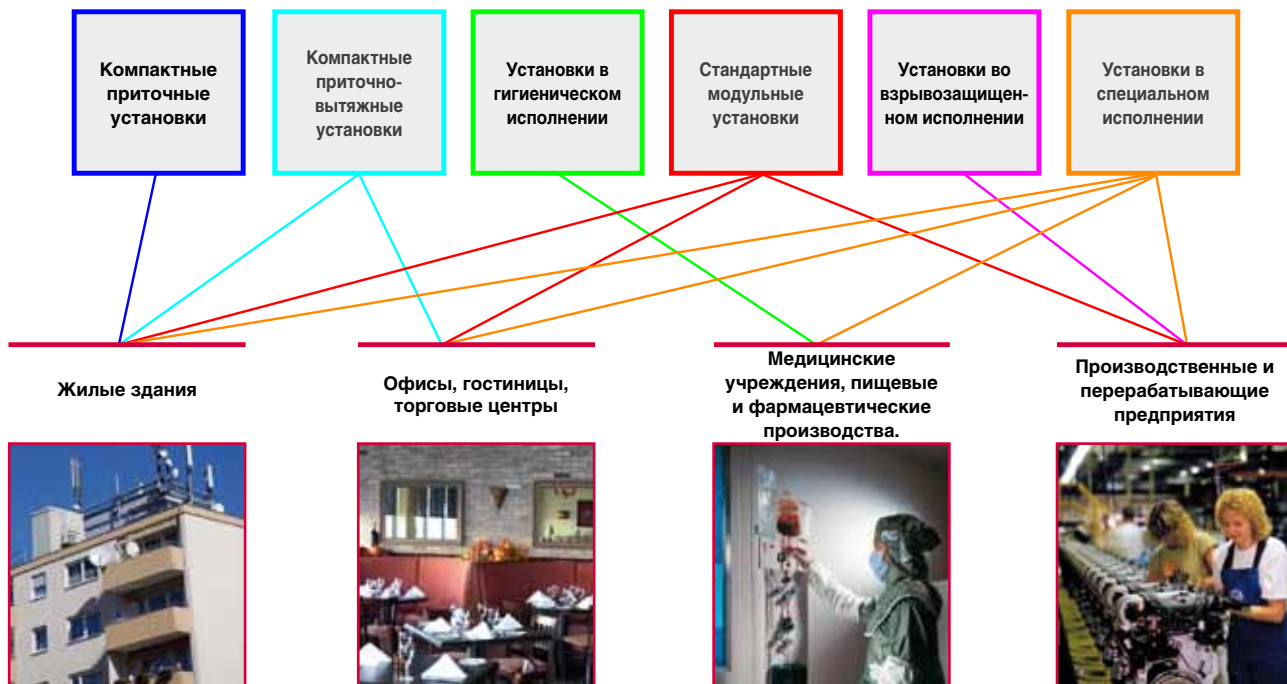 Компактные
приточные
установки
Компактные
приточно-
вытяжные
установки
Установки в
гигиеническом
исполнении
Стандартные
модульные
установки
Установки во
взрывозащищен-
ном исполнении
Установки в
специальном
исполнении
Жилые здания
Офисы, гостиницы,
торговые центры
Медицинские
учреждения, пищевые
и фармацевтические
производства.
Производственные и
перерабатывающие
предприятия